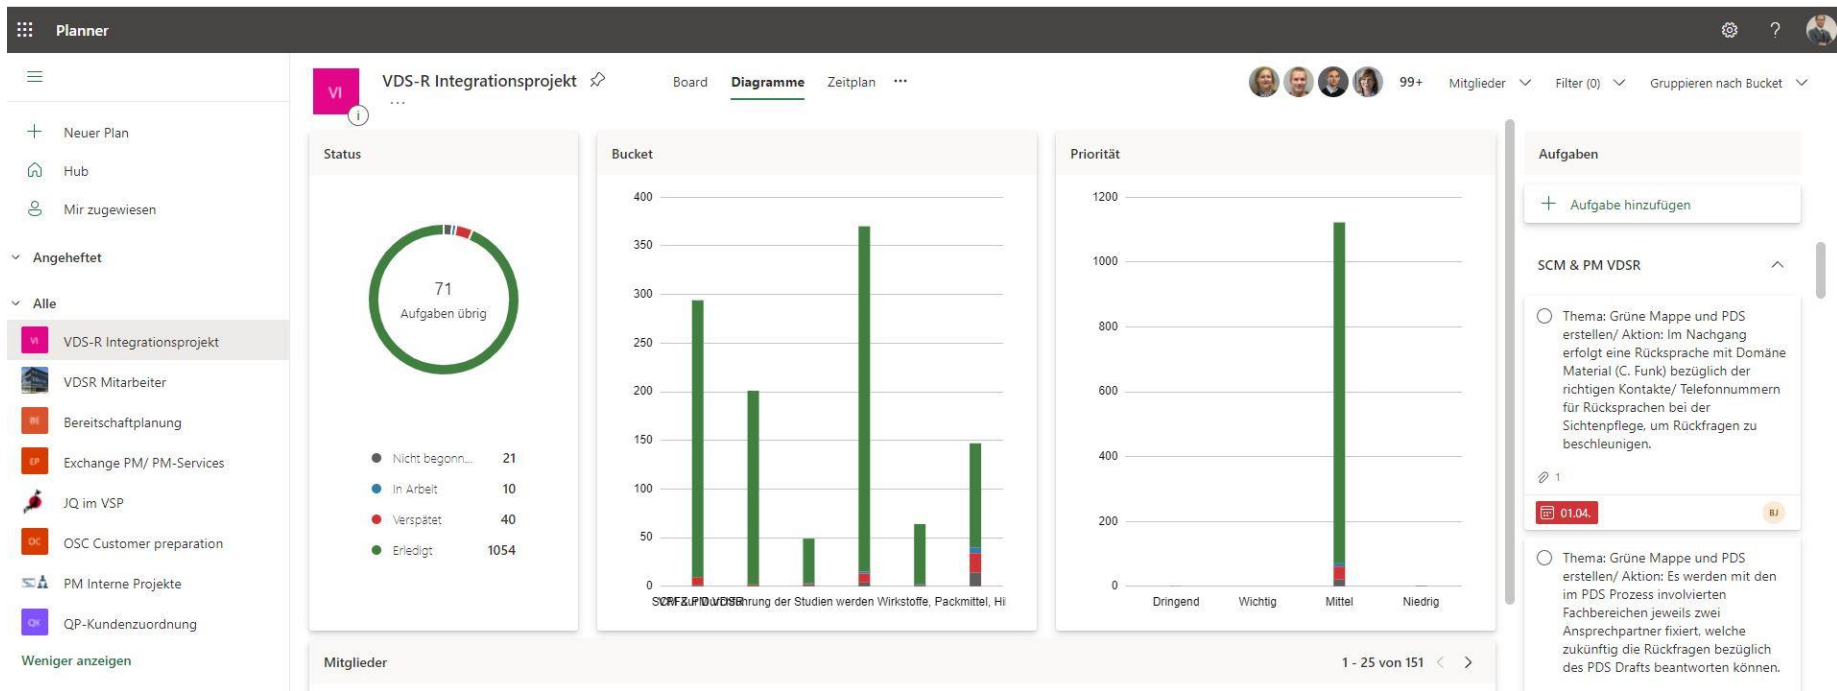 Planner
?
VI
VDS-R Integrationsprojekt
...
i
Board
Diagramme
Zeitplan
...
99+
Mitglieder
Filter (0)
Gruppieren nach Bucket
Neuer Plan
Hub
Mir zugewiesen
Angeheftet
Alle
VI
VDS-R Integrationsprojekt
VDSR Mitarbeiter
Bereitschaftplanung
EP
Exchange PM/ PM-Services
JQ im VSP
OC
OSC Customer preparation
PM Interne Projekte
QK
QP-Kundenzuordnung
Weniger anzeigen
Status
71
Aufgaben übrig
Nicht begonn... 21
In Arbeit 10
Verspätet 40
Erledigt 1054
Bucket
400
350
300
250
200
150
100
50
0
der Studien werden Wirkstoffe, Packmittel, Hi
Priorität
1200
1000
800
600
400
200
0
Dringend Wichtig Mittel Niedrig
Mitglieder
1 - 25 von 151
Aufgaben
Aufgabe hinzufügen
SCM & PM VDSR
Thema: Grüne Mappe und PDS
erstellen/ Aktion: Im Nachgang
erfolgt eine Rücksprache mit Domäne
Material (C. Funk) bezüglich der
richtigen Kontakte/ Telefonnummern
für Rücksprachen bei der
Sichtenpflege, um Rückfragen zu
beschleunigen.
1
01.04.
BJ
Thema: Grüne Mappe und PDS
erstellen/ Aktion: Es werden mit den
im PDS Prozess involvierten
Fachbereichen jeweils zwei
Ansprechpartner fixiert, welche
zukünftig die Rückfragen bezüglich
des PDS Drafts beantworten können.